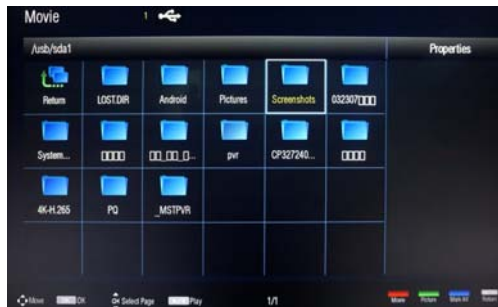 Movie 1
/usb/sda1 Properties
Return LOST.DIR Android Pictures Screenshots 032307□□□
System... □□□□ □□_□□_□... pvr CP327240... □□□□
4K-H.265 PQ _MSTPVR
Move OK Select Page Play 1/1